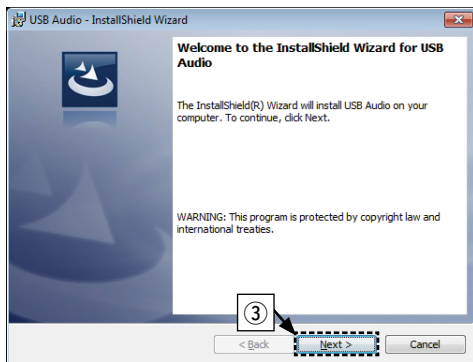 USB Audio - InstallShield Wizard
Welcome to the InstallShield Wizard for USB
Audio
The InstallShield(R) Wizard will install USB Audio on your
computer. To continue, click Next.
WARNING: This program is protected by copyright law and
international treaties.
③
< Back
Next >
Cancel